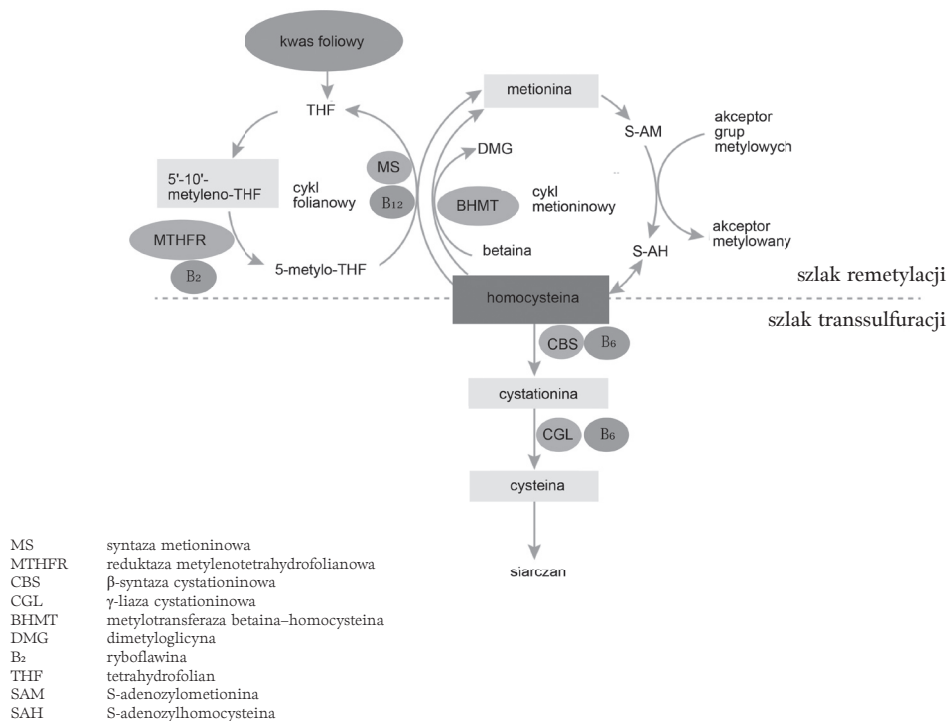 kwas foliowy
THF
5'-10'-
metyleno-THF
cykl
folianowy
MTHFR
B2
5-metylo-THF
MS
B12
metionina
DMG
BHMT
cykl
metioninowy
betaina
S-AM
akceptor
grup
metylowych
akceptor
metylowany
S-AH
szlak remetylacji
homocysteina
szlak transsulfuracji
CBS
B6
cystationina
CGL
B6
cysteina
siarczan
MS syntaza metioninowa
MTHFR reduktaza metylenotetrahydrofolianowa
CBS β-syntaza cystationinowa
CGL γ-liaza cystationinowa
BHMT metylotransferaza betaina–homocysteina
DMG dimetyloglicyna
B2 ryboflawina
THF tetrahydrofolian
SAM S-adenozylometionina
SAH S-adenozylhomocysteina